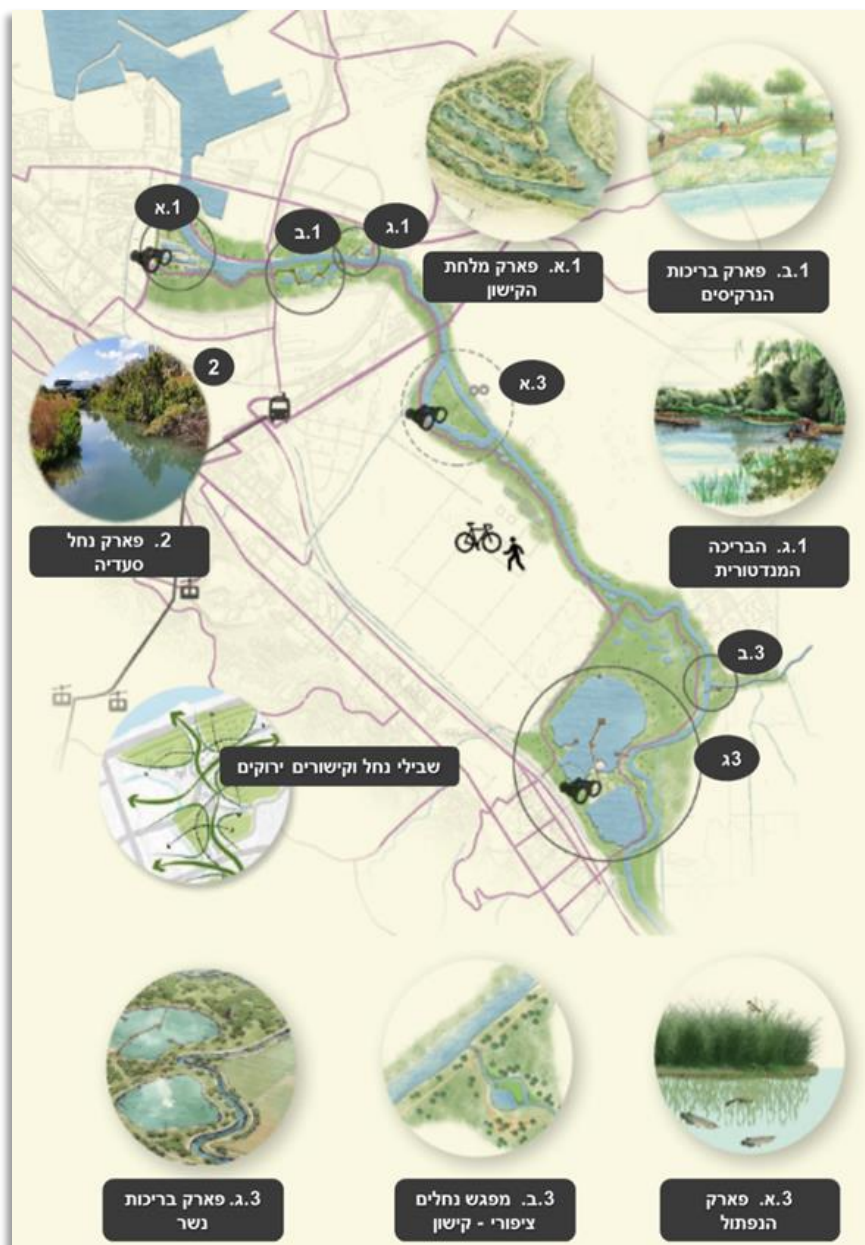 1.א
1.ב
1.ג
1.א. פארק מלחת
הקישון
1.ב. פארק בריכות
הנרקיסים
2
3.א
2. פארק נחל
סעדיה
1.ג. הבריכה
המנדטורית
3.ב
3ג
שבילי נחל וקישורים ירוקים
3.ג. פארק בריכות
נשר
3.ב. מפגש נחלים
ציפורי - קישון
3.א. פארק
הנפתול